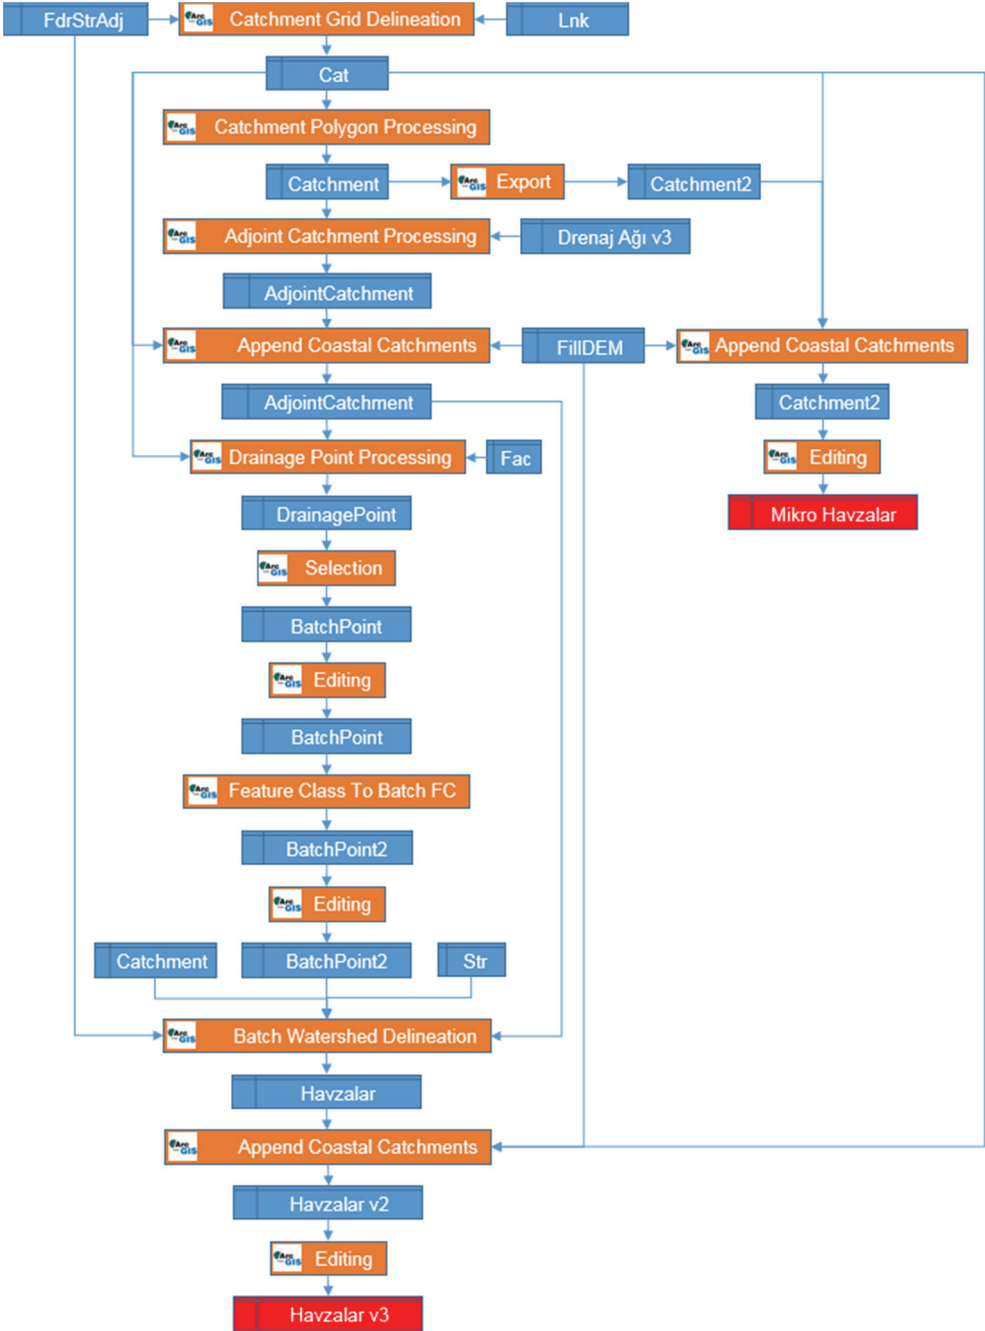 FdrStrAdj
Catchment Grid Delineation
Lnk
Cat
Catchment Polygon Processing
Catchment
Export
Catchment2
Adjoint Catchment Processing
Drenaj Ağı v3
AdjointCatchment
Append Coastal Catchments
FillDEM
Append Coastal Catchments
AdjointCatchment
Catchment2
Drainage Point Processing
Fac
Editing
DrainagePoint
Mikro Havzalar
Selection
BatchPoint
Editing
BatchPoint
Feature Class To Batch FC
BatchPoint2
Editing
Catchment
BatchPoint2
Str
Batch Watershed Delineation
Havzalar
Append Coastal Catchments
Havzalar v2
Editing
Havzalar v3